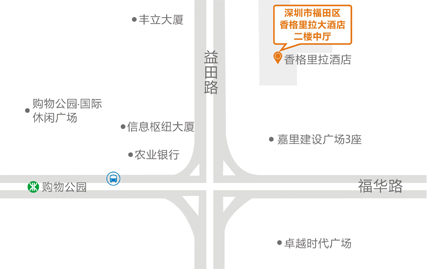 丰立大厦
深圳市福田区
香格里拉大酒店
二楼中厅
益田路
香格里拉酒店
购物公园·国际
休闲广场
信息枢纽大厦
嘉里建设广场3座
农业银行
购物公园
福华路
卓越时代广场